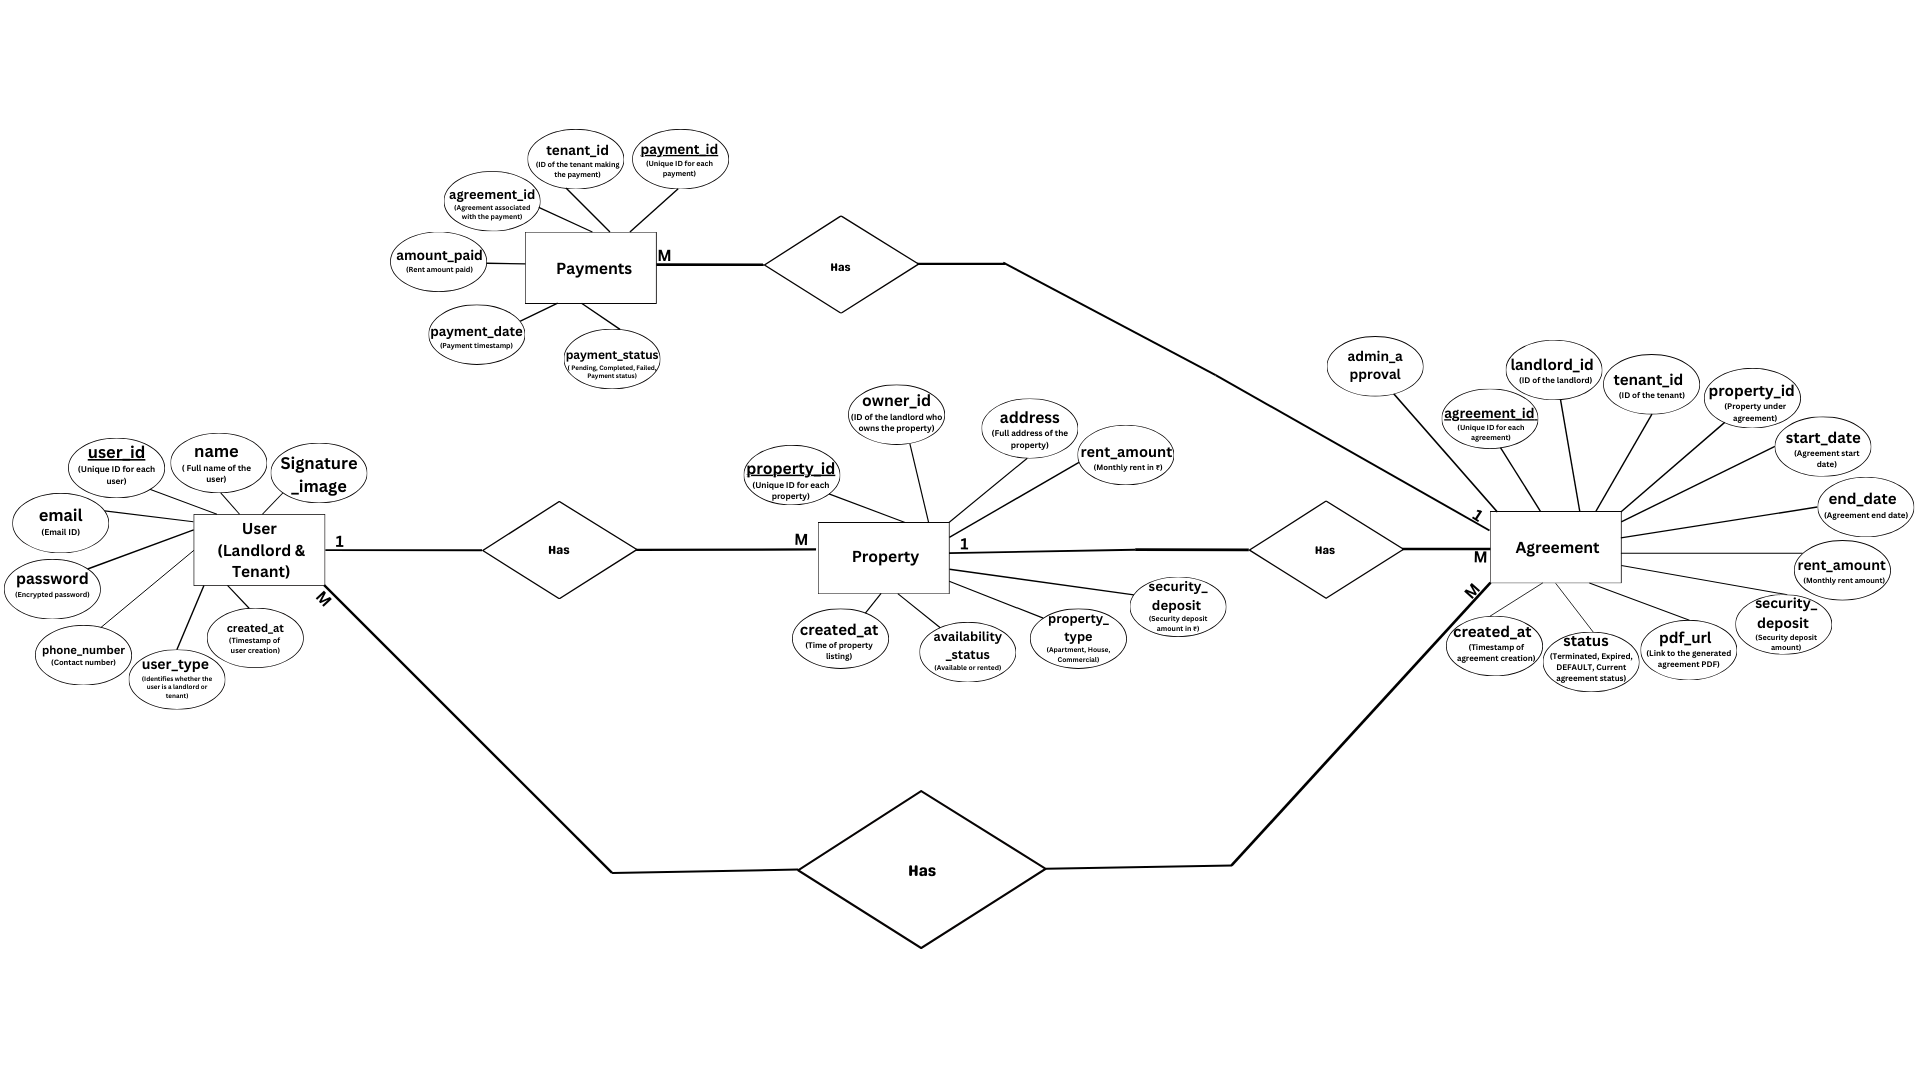 tenant_id
(ID of the tenant making
the payment)
payment_id
(Unique ID for each
payment)
agreement_id
(Agreement associated
with the payment)
amount_paid
(Rent amount paid)
Payments
M
Has
payment_date
(Payment timestamp)
payment_status
( Pending, Completed, Failed,
Payment status)
user_id
(Unique ID for each
user)
name
( Full name of the
user)
Signature
_image
email
(Email ID)
User
(Landlord &
Tenant)
password
(Encrypted password)
phone_number
(Contact number)
user_type
(Identifies whether the
user is a landlord or
tenant)
created_at
(Timestamp of
user creation)
1
M
Has
M
property_id
(Unique ID for each
property)
owner_id
(ID of the landlord who
owns the property)
address
(Full address of the
property)
rent_amount
(Monthly rent in ₹)
Property
1
created_at
(Time of property
listing)
availability
_status
(Available or rented)
property_
type
(Apartment, House,
Commercial)
security_
deposit
(Security deposit
amount in ₹)
Has
admin_a
pproval
agreement_id
(Unique ID for each
agreement)
landlord_id
(ID of the landlord)
tenant_id
(ID of the tenant)
property_id
(Property under
agreement)
start_date
(Agreement start
date)
end_date
(Agreement end date)
rent_amount
(Monthly rent amount)
security_
deposit
(Security deposit
amount)
1
M
M
Agreement
created_at
(Timestamp of
agreement creation)
status
(Terminated, Expired,
DEFAULT, Current
agreement status)
pdf_url
(Link to the generated
agreement PDF)
Has